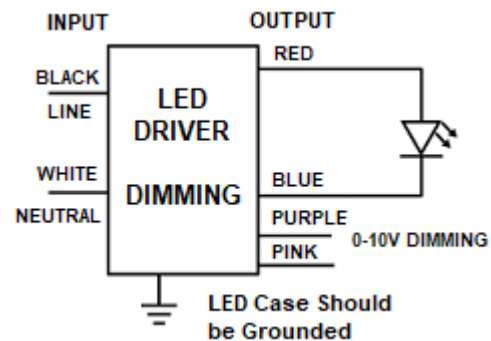 INPUT
OUTPUT
RED
BLACK
LINE
LED
DRIVER
DIMMING
WHITE
NEUTRAL
BLUE
PURPLE
PINK
0-10V DIMMING
LED Case Should
be Grounded